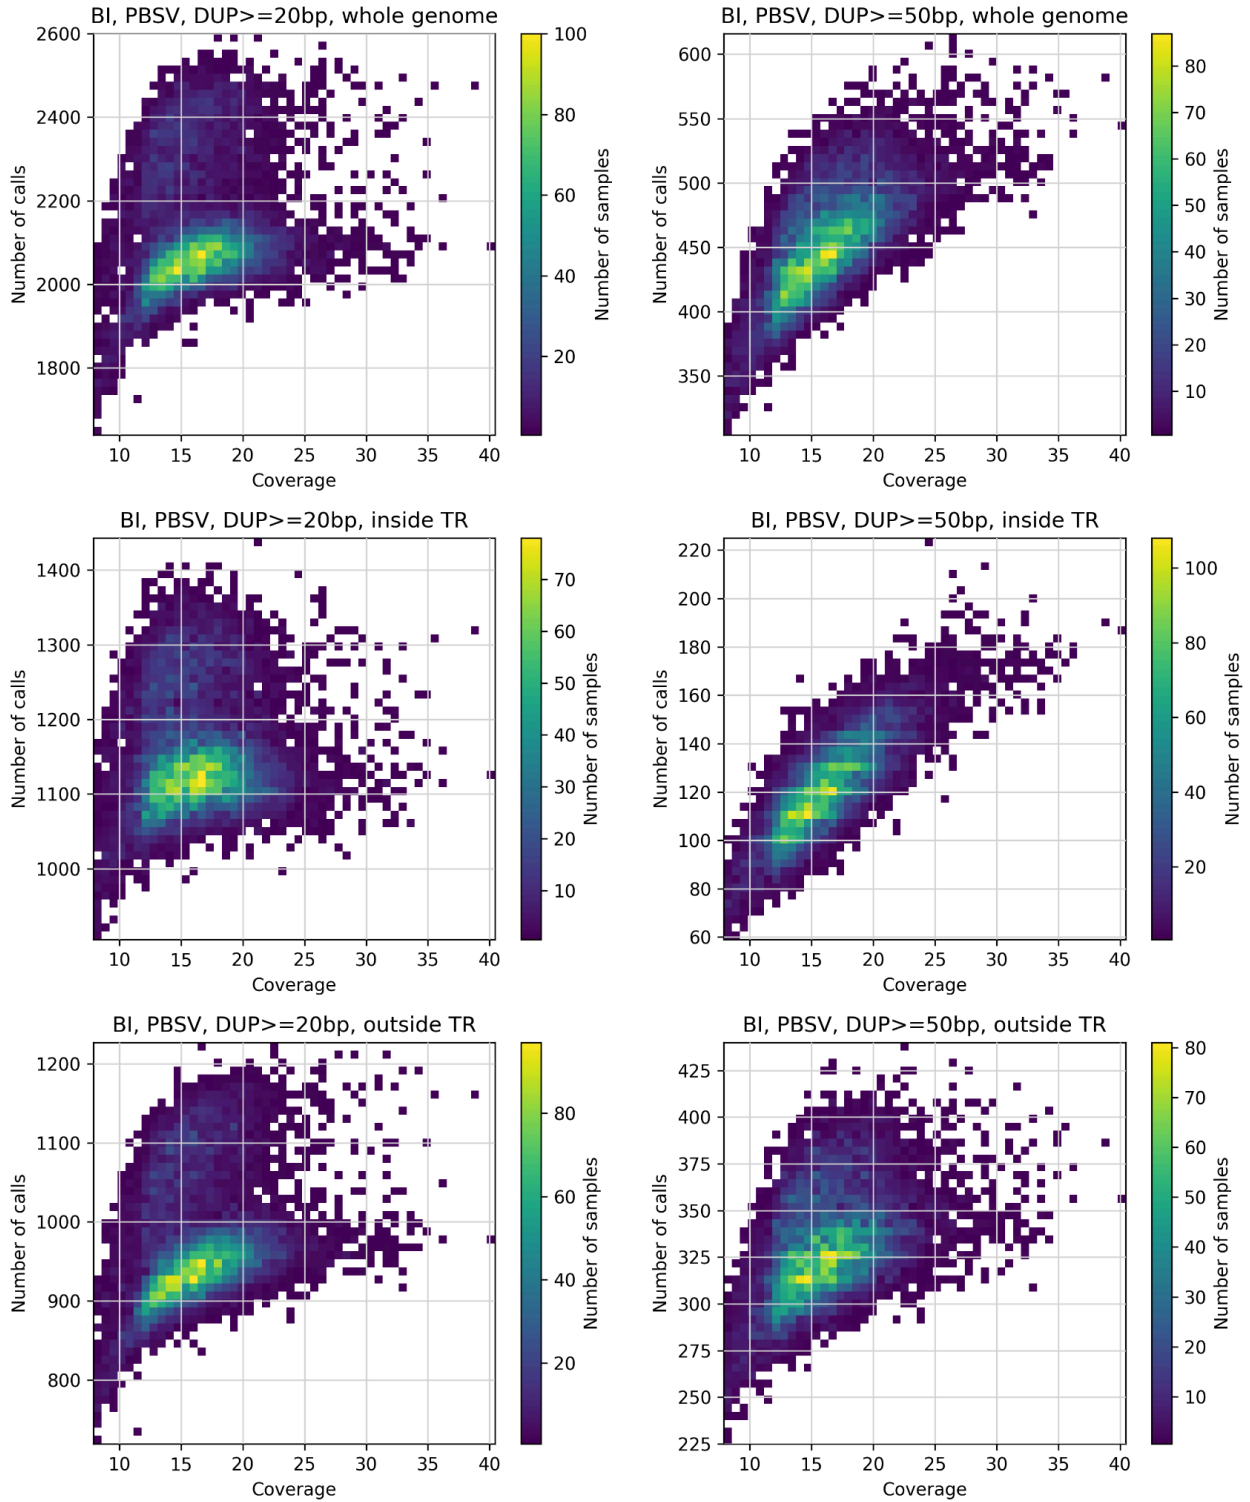 BI, PBSV, DUP>=20bp, whole genome
2600
2400
2200
2000
1800
Number of calls
10 15 20 25 30 35 40
Coverage
100
80
60
40
20
Number of samples
BI, PBSV, DUP>=50bp, whole genome
600
550
500
450
400
350
Number of calls
10 15 20 25 30 35 40
Coverage
80
70
60
50
40
30
20
10
Number of samples
BI, PBSV, DUP>=20bp, inside TR
1400
1300
1200
1100
1000
Number of calls
10 15 20 25 30 35 40
Coverage
70
60
50
40
30
20
10
Number of samples
BI, PBSV, DUP>=50bp, inside TR
220
200
180
160
140
120
100
80
60
Number of calls
10 15 20 25 30 35 40
Coverage
100
80
60
40
20
Number of samples
BI, PBSV, DUP>=20bp, outside TR
1200
1100
1000
900
800
Number of calls
10 15 20 25 30 35 40
Coverage
80
60
40
20
Number of samples
BI, PBSV, DUP>=50bp, outside TR
425
400
375
350
325
300
275
250
225
Number of calls
10 15 20 25 30 35 40
Coverage
80
70
60
50
40
30
20
10
Number of samples